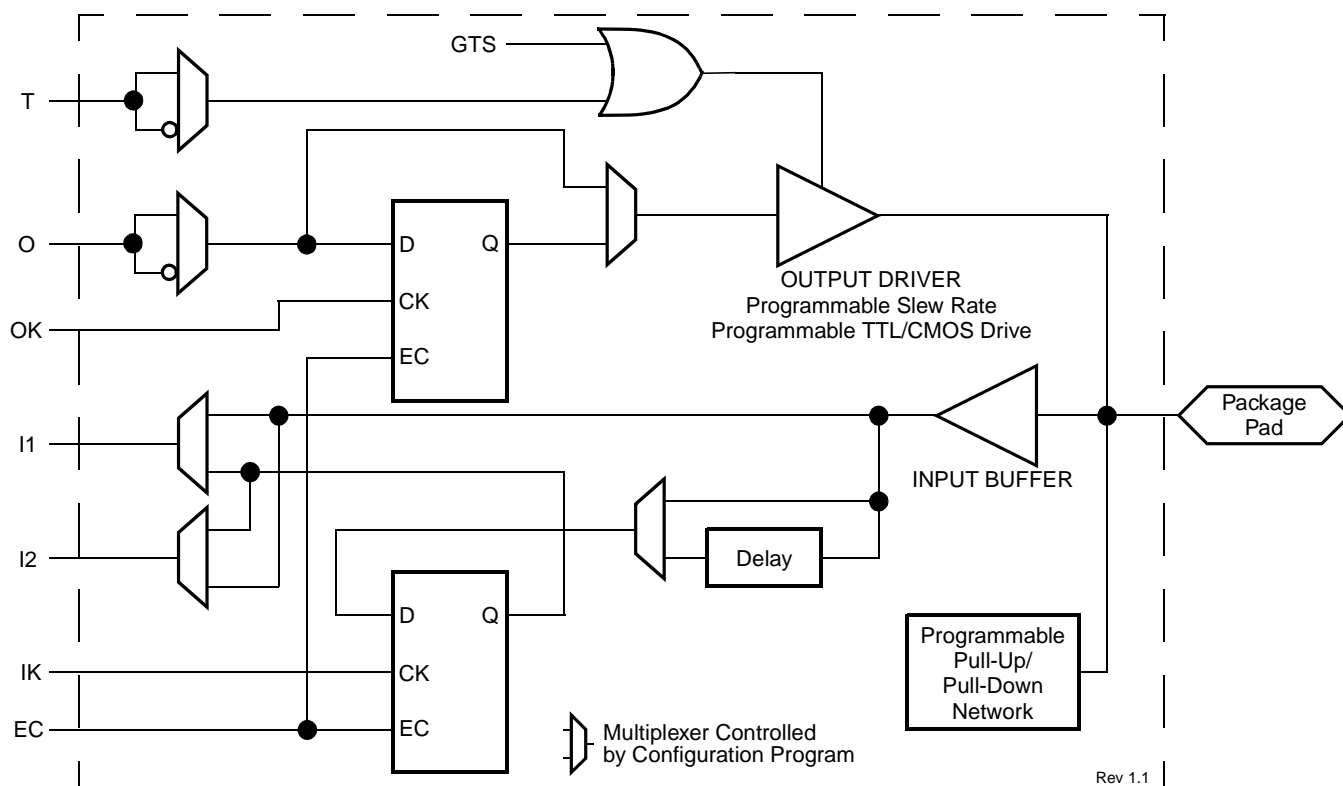 GTS
T
O
D
Q
OUTPUT DRIVER
Programmable Slew Rate
Programmable TTL/CMOS Drive
CK
OK
EC
Package
Pad
I1
INPUT BUFFER
I2
Delay
D
Q
Programmable
Pull-Up/
Pull-Down
Network
IK
CK
EC
EC
Multiplexer Controlled
by Configuration Program
Rev 1.1